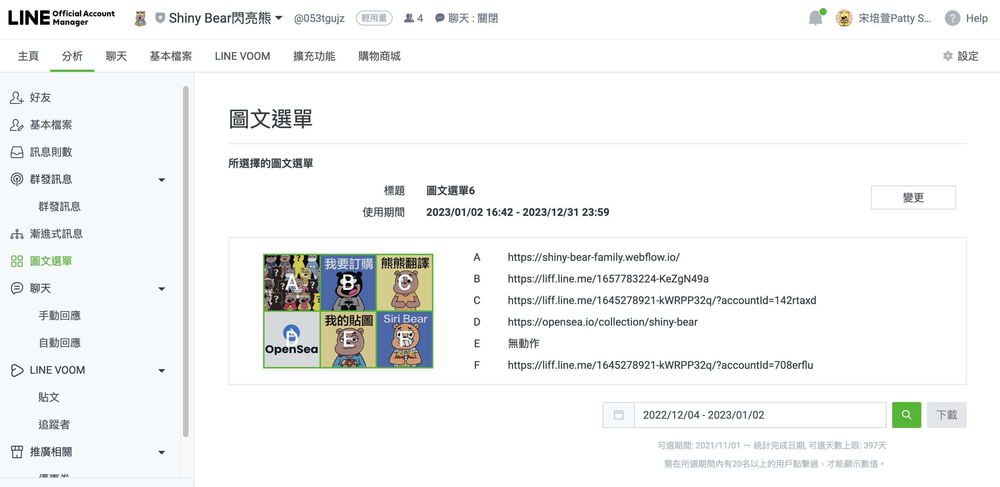 LINE Official Account Manager
Shiny Bear閃亮熊
@053tgujz
輕用量
4
聊天 : 關閉
宋培萱Patty S...
? Help
主頁
分析
聊天
基本檔案
LINE VOOM
擴充功能
購物商城
設定
好友
基本檔案
訊息則數
群發訊息
群發訊息
漸進式訊息
圖文選單
聊天
手動回應
自動回應
LINE VOOM
貼文
追蹤者
推廣相關
圖文選單
所選擇的圖文選單
標題 圖文選單6
使用期間 2023/01/02 16:42 - 2023/12/31 23:59
變更
A
我要訂購
B
熊熊翻譯
C
D
OpenSea
我的貼圖
E
Siri Bear
F
A https://shiny-bear-family.webflow.io/
B https://liff.line.me/1657783224-KeZgN49a
C https://liff.line.me/1645278921-kWRPP32q/?accountId=142rtaxd
D https://opensea.io/collection/shiny-bear
E 無動作
F https://liff.line.me/1645278921-kWRPP32q/?accountId=708erflu
2022/12/04 - 2023/01/02
下載
可選期間: 2021/11/01 ～ 統計完成日期, 可選天數上限: 397天
需在所選期間內有20名以上的用戶點擊過，才能顯示數值。